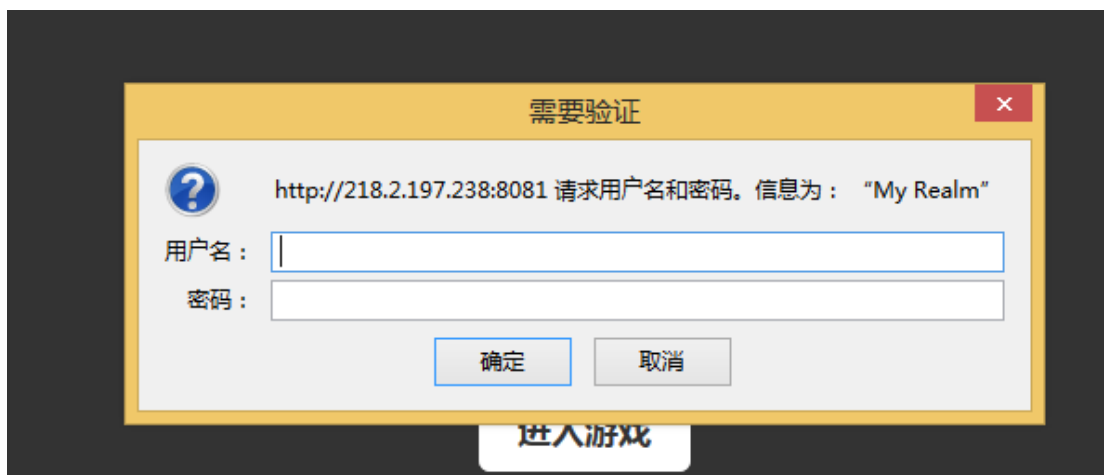 需要验证
http://218.2.197.238:8081 请求用户名和密码。信息为： “My Realm”
用户名：
密码：
确定
取消
进入游戏